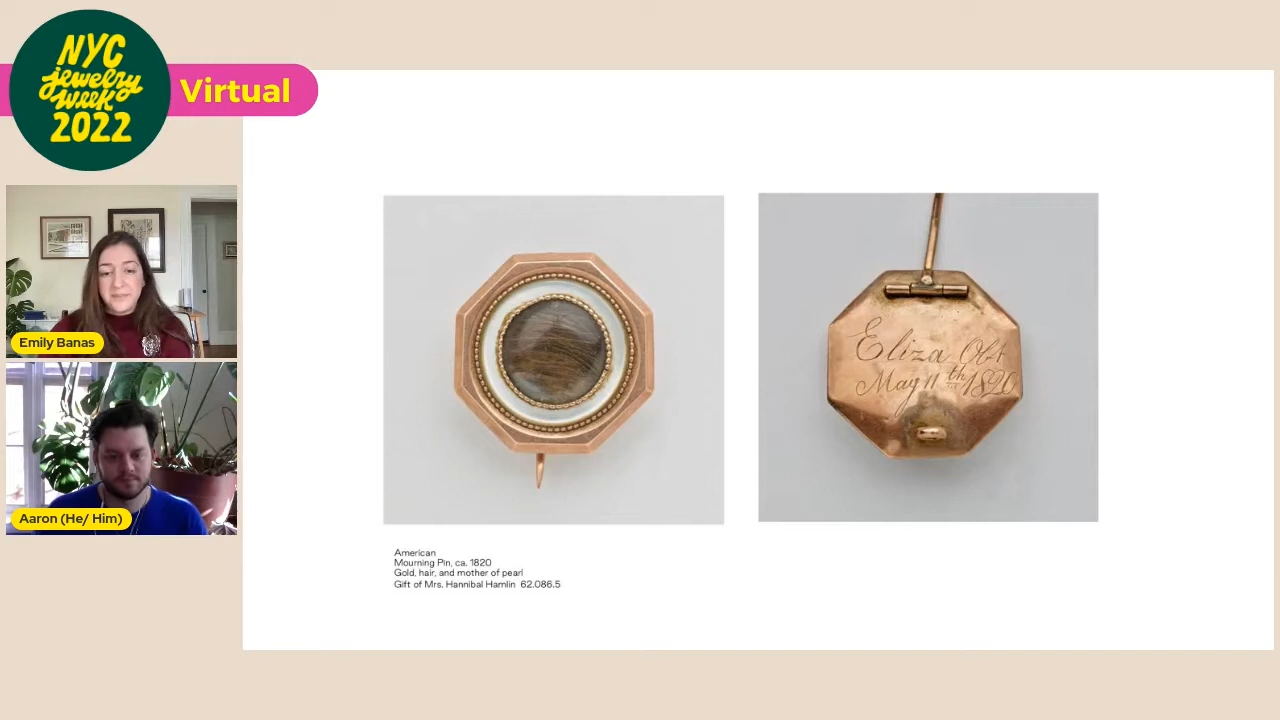 NYC
jewelry
week
2022
Virtual
Emily Banas
Aaron (He/ Him)
Eliza Obt
May 11th 1820
American
Mourning Pin, ca. 1820
Gold, hair, and mother of pearl
Gift of Mrs. Hannibal Hamlin 62.086.5